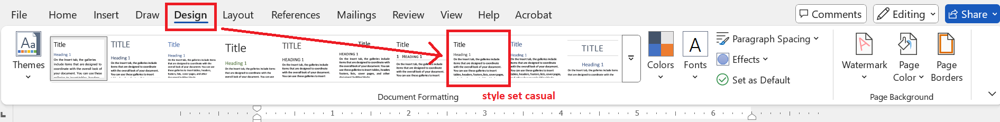 File Home Insert Draw Design Layout References Mailings Review View Help Acrobat Comments Editing Share
Themes
Aa
Title
Heading 1
On the Insert tab, the galleries
include items that are designed to
coordinate with the overall look of
your document. You can use these
TITLE
Heading 1
On the Insert tab, the galleries include
items that are designed to coordinate
with the overall look of your document.
You can use these galleries to insert
Title
Heading 1
On the Insert tab, the galleries include
items that are designed to coordinate with
the overall look of your document. You can use
these galleries to insert tables, headers,
footers, lists, cover pages, and other
Title
Heading 1
On the Insert tab, the galleries include items
that are designed to coordinate with the
overall look of your document. You can use
TITLE
HEADING 1
On the Insert tab, the galleries include
items that are designed to coordinate
with the overall look of your document.
You can use these galleries to insert
Title
HEADING 1
On the Insert tab, the galleries include items
that are designed to coordinate with the
overall look of your document. You can
use these galleries to insert tables, headers,
footers, lists, cover pages, and other
document building blocks.
Title
1 HEADING 1
On the Insert tab, the galleries include
items that are designed to coordinate
with the overall look of your document.
You can use these galleries to insert
Title
Heading 1
On the Insert tab, the galleries include
items that are designed to coordinate
with the overall look of your document.
You can use these galleries to insert
tables, headers, footers, lists, cover pages,
Title
Heading 1
On the Insert tab, the galleries include
items that are designed to coordinate
with the overall look of your document.
You can use these galleries to insert
TITLE
Heading 1
On the Insert tab, the galleries include items
that are designed to coordinate with the
Colors
A
Fonts
Paragraph Spacing
Effects
Set as Default
A
Watermark
Page
Color
Page
Borders
Document Formatting
style set casual
Page Background
1 2 3 4 5 6